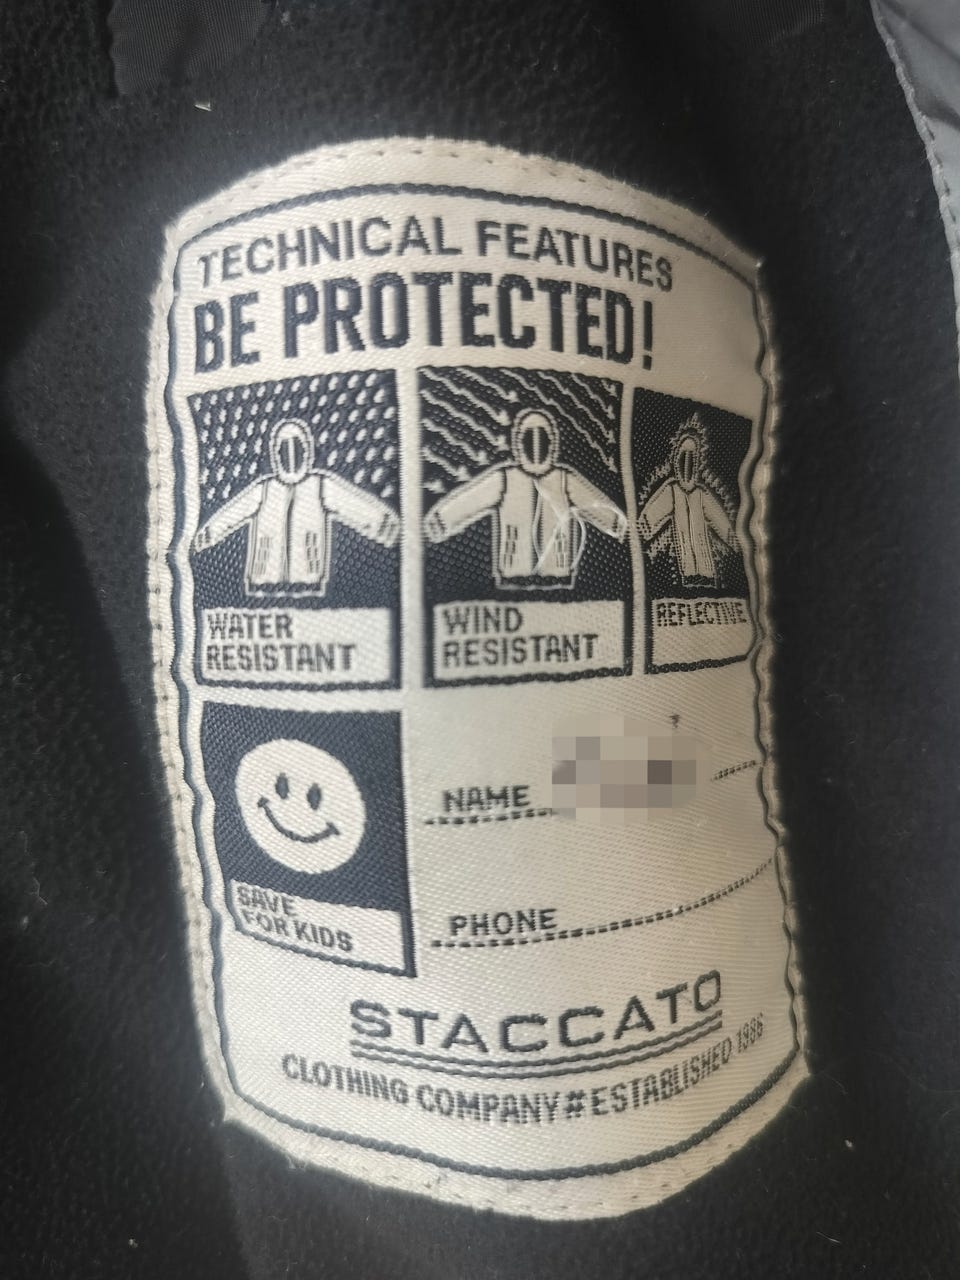 TECHNICAL FEATURES
BE PROTECTED!
WATER
RESISTANT
WIND
RESISTANT
REFLECTIVE
SAVE
FOR KIDS
NAME
PHONE
STACCATO
CLOTHING COMPANY#ESTABLISHED 1986